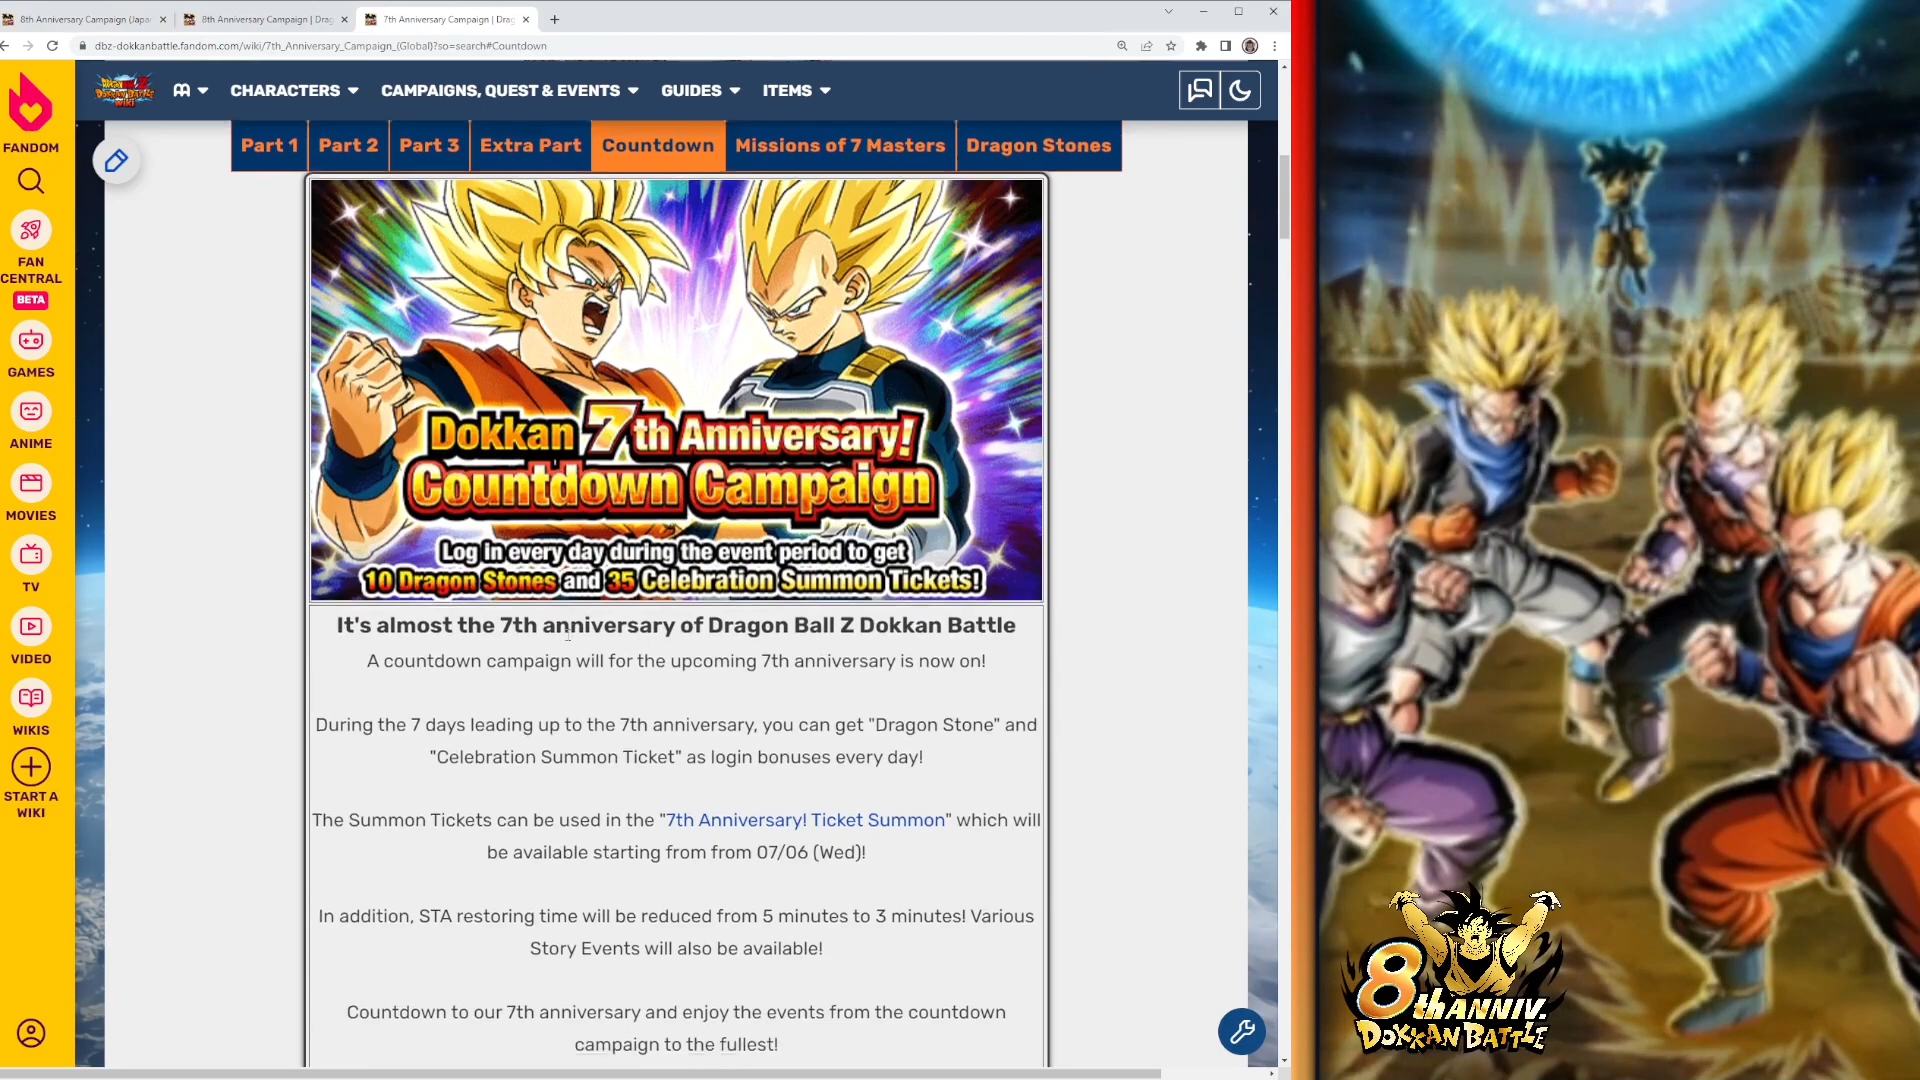 8th Anniversary Campaign (Japa
8th Anniversary Campaign | Drag
7th Anniversary Campaign | Drag
dbz-dokkanbattle.fandom.com/wiki/7th_Anniversary_Campaign_(Global)?so=search#Countdown
DRAGON BALL Z DOKKAN BATTLE WIKI
CHARACTERS
CAMPAIGNS, QUEST & EVENTS
GUIDES
ITEMS
FANDOM
FAN CENTRAL
BETA
GAMES
ANIME
MOVIES
TV
VIDEO
WIKIS
START A WIKI
Part 1
Part 2
Part 3
Extra Part
Countdown
Missions of 7 Masters
Dragon Stones
Dokkan 7th Anniversary!
Countdown Campaign
Log in every day during the event period to get
10 Dragon Stones and 35 Celebration Summon Tickets!
It's almost the 7th anniversary of Dragon Ball Z Dokkan Battle
A countdown campaign will for the upcoming 7th anniversary is now on!
During the 7 days leading up to the 7th anniversary, you can get "Dragon Stone" and
"Celebration Summon Ticket" as login bonuses every day!
The Summon Tickets can be used in the "7th Anniversary! Ticket Summon" which will
be available starting from from 07/06 (Wed)!
In addition, STA restoring time will be reduced from 5 minutes to 3 minutes! Various
Story Events will also be available!
Countdown to our 7th anniversary and enjoy the events from the countdown
campaign to the fullest!
8th ANNIV.
DOKKAN BATTLE